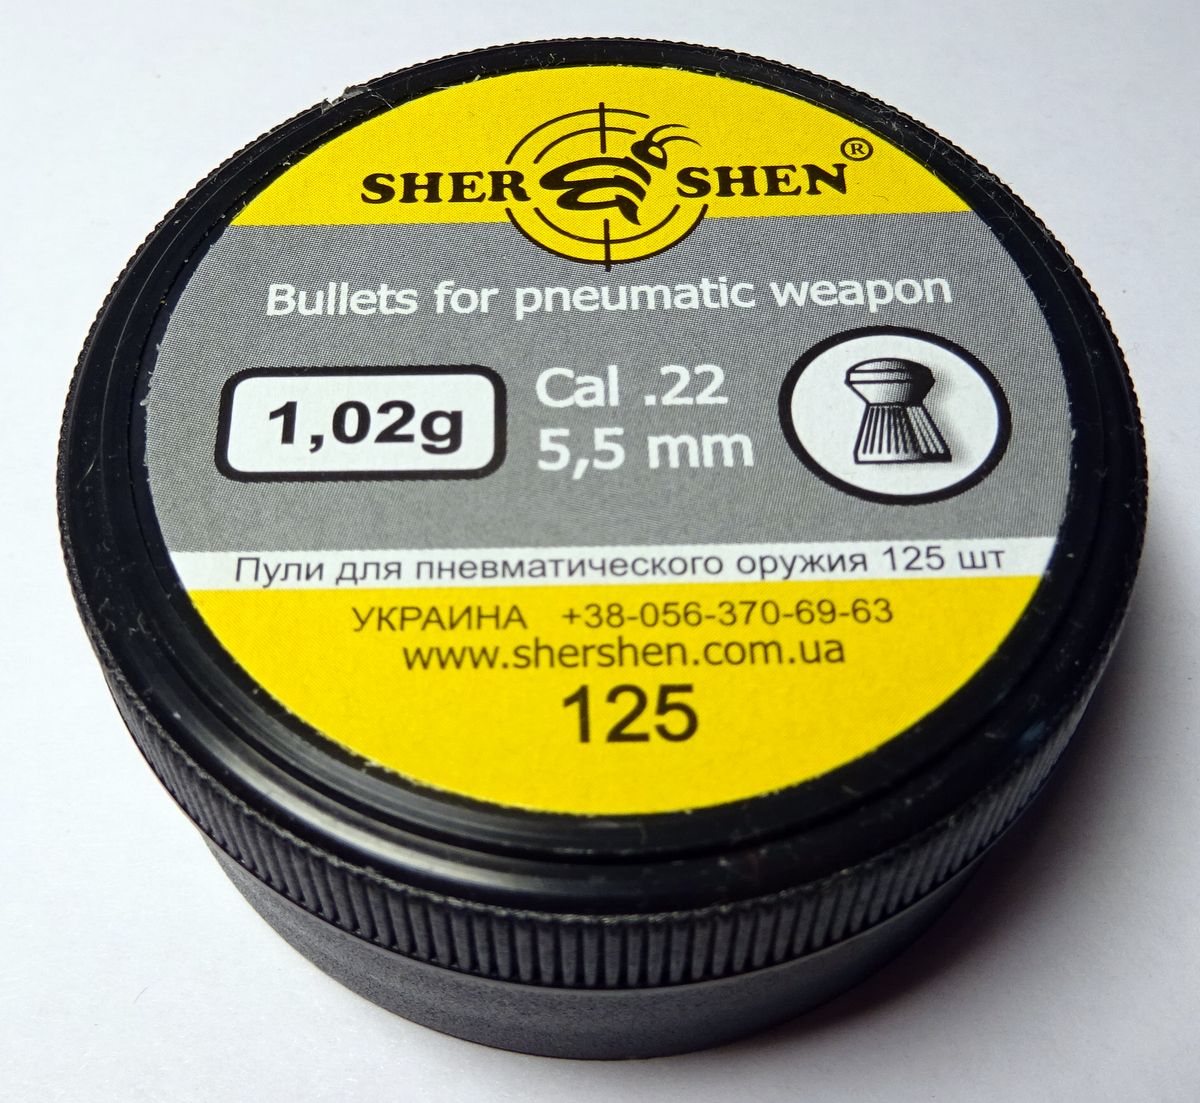 SHER SHEN®
Bullets for pneumatic weapon
1,02g
Cal .22
5,5 mm
Пули для пневматического оружия 125 шт
УКРАИНА +38-056-370-69-63
www.shershen.com.ua
125